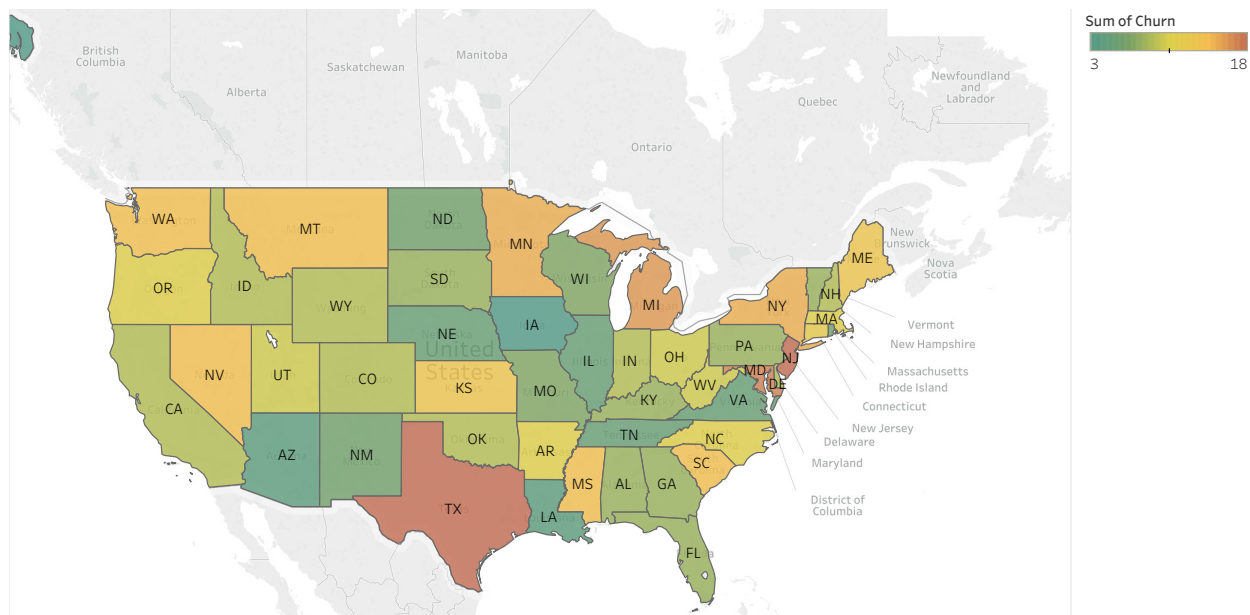 Sum of Churn
3 18
British
Columbia
Alberta
Saskatchewan
Manitoba
Ontario
Quebec
Newfoundland
and
Labrador
New
Brunswick
Nova
Scotia
WA
MT
ND
MN
OR
ID
WY
SD
WI
MI
NY
ME
NH
MA
NV
UT
CO
NE
IA
IL
IN
OH
PA
NJ
CA
KS
MO
KY
WV
MD
DE
VA
AZ
NM
OK
AR
TN
NC
SC
TX
LA
MS
AL
GA
FL
United
States
Vermont
New Hampshire
Massachusetts
Rhode Island
Connecticut
New Jersey
Delaware
Maryland
District of
Columbia